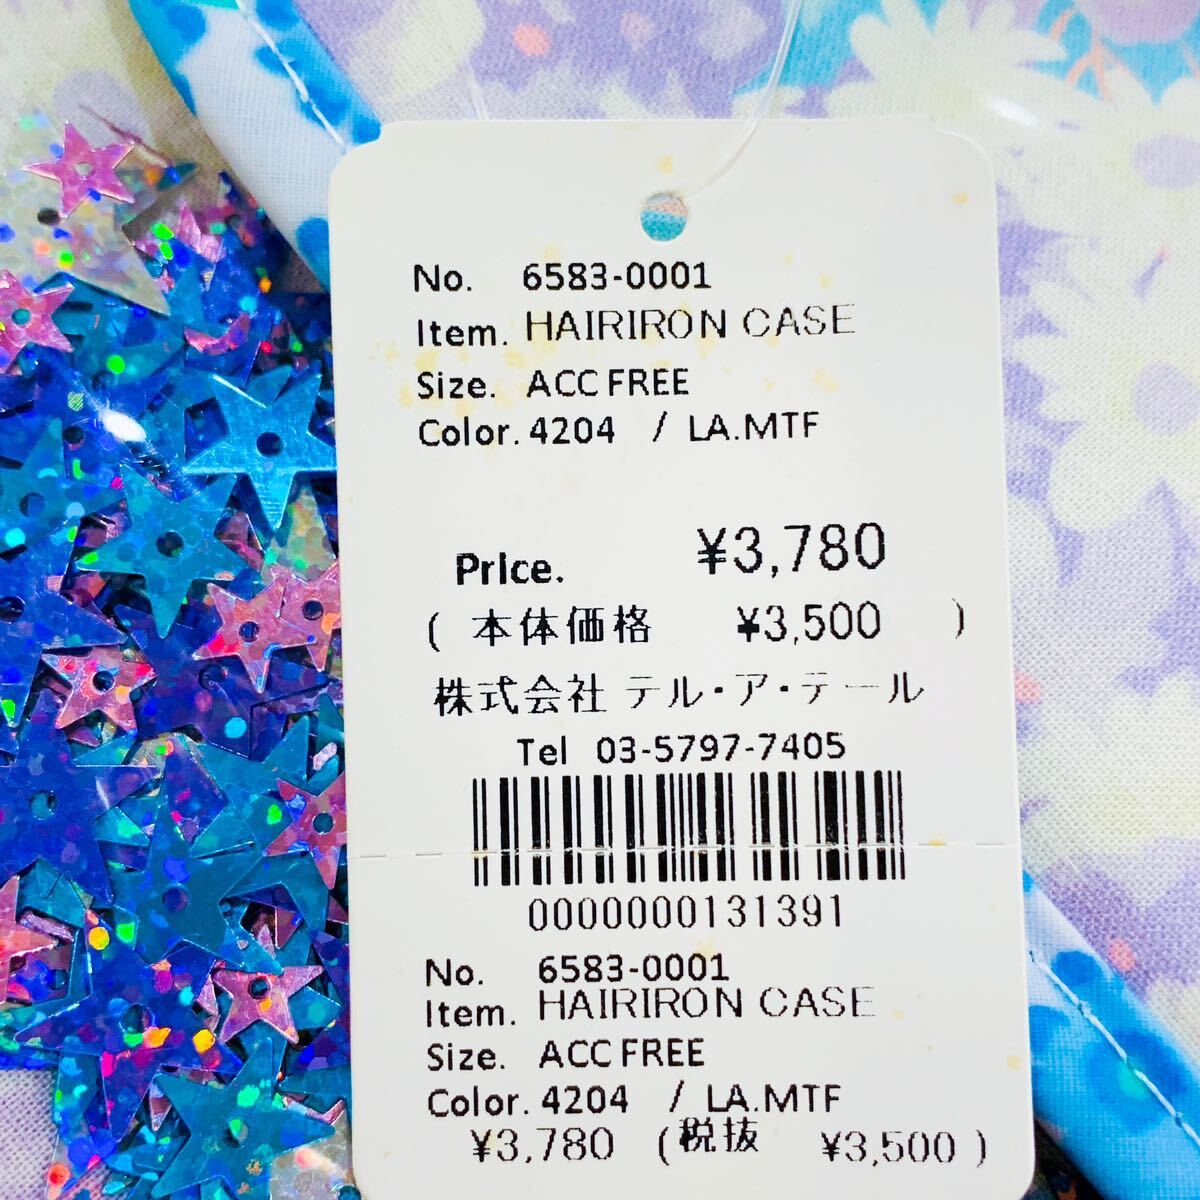 No. 6583-0001
Item. HAIRIRON CASE
Size. ACC FREE
Color. 4204 / LA.MTF
Price. ¥3,780
( 本体価格 ¥3,500 )
株式会社 テル・ア・テール
Tel 03-5797-7405
0000000131391
No. 6583-0001
Item. HAIRIRON CASE
Size. ACC FREE
Color. 4204 / LA.MTF
¥3,780 (税抜 ¥3,500 )